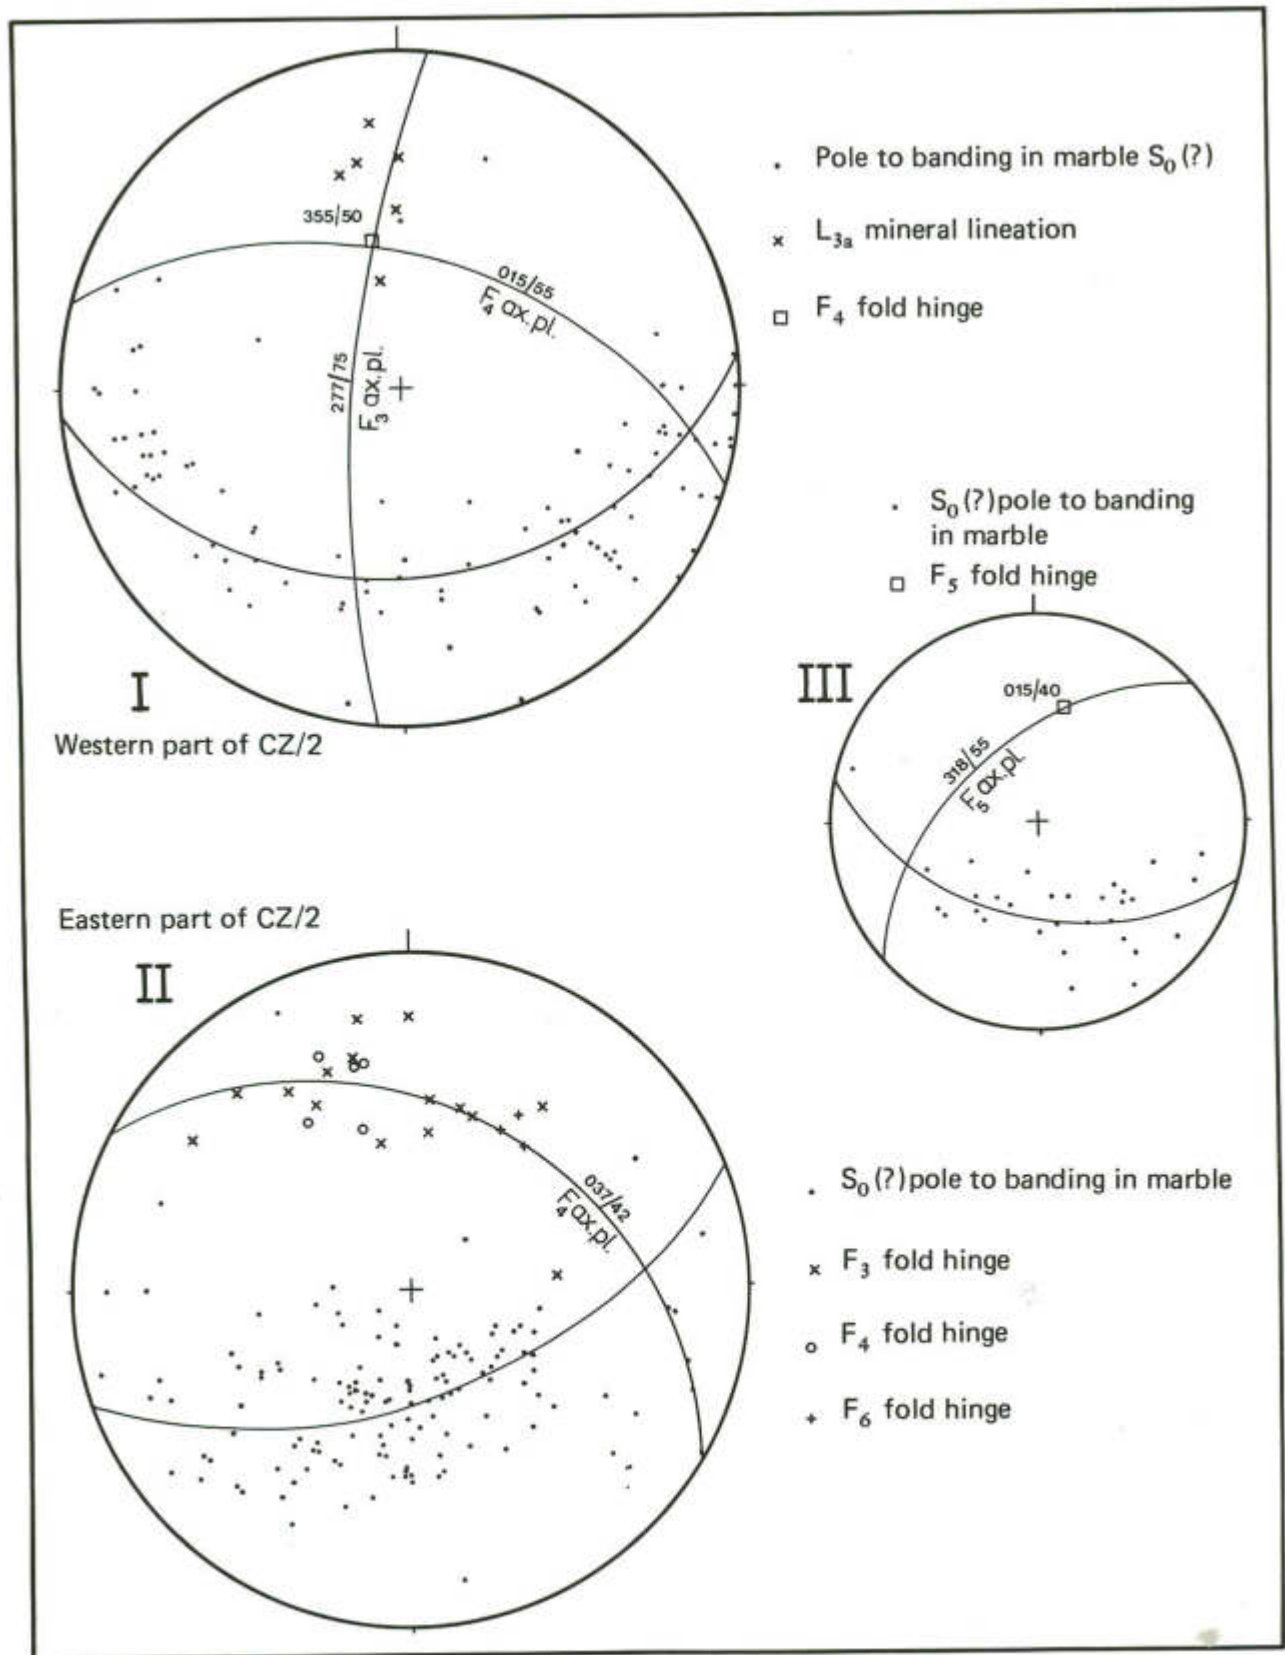 . Pole to banding in marble S₀(?)
x L₃ₐ mineral lineation
□ F₄ fold hinge
355/50
015/55
F₄ ax.pl.
277/75
F₃ ax.pl.
I
Western part of CZ/2
. S₀(?)pole to banding
in marble
□ F₅ fold hinge
III
015/40
318/55
F₅ ax.pl.
Eastern part of CZ/2
II
037/42
F₄ ax.pl.
. S₀(?)pole to banding in marble
x F₃ fold hinge
o F₄ fold hinge
+ F₆ fold hinge